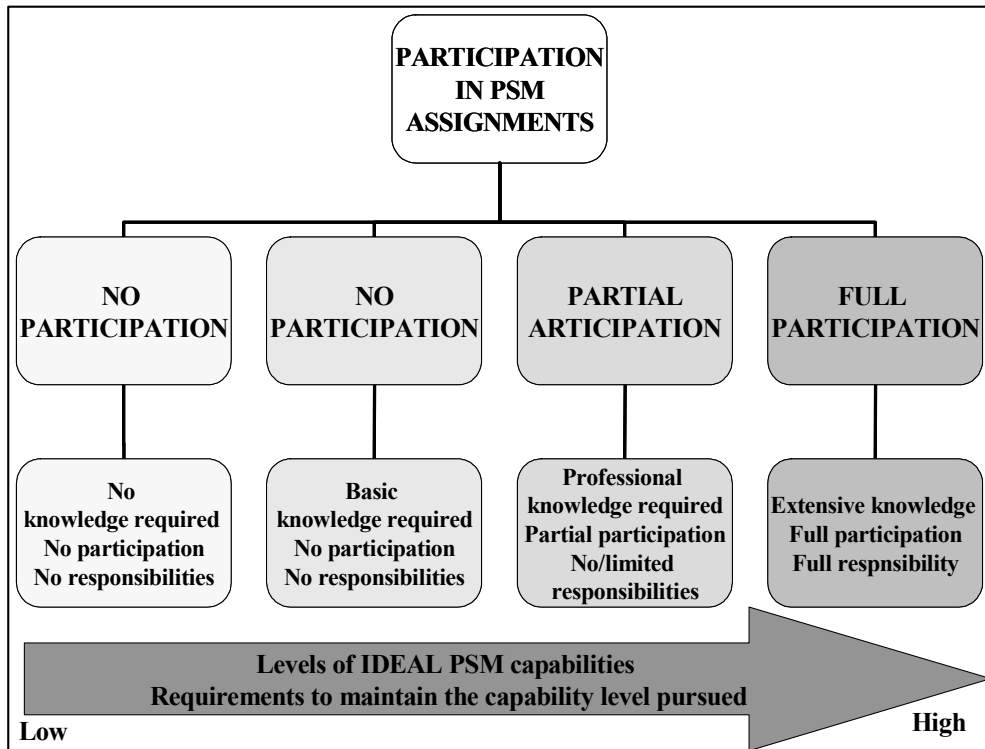 PARTICIPATION
IN PSM
ASSIGNMENTS
NO
PARTICIPATION
NO
PARTICIPATION
PARTIAL
ARTICIPATION
FULL
PARTICIPATION
No
knowledge required
No participation
No responsibilities
Basic
knowledge required
No participation
No responsibilities
Professional
knowledge required
Partial participation
No/limited
responsibilities
Extensive knowledge
Full participation
Full respnsibility
Levels of IDEAL PSM capabilities
Requirements to maintain the capability level pursued
Low
High